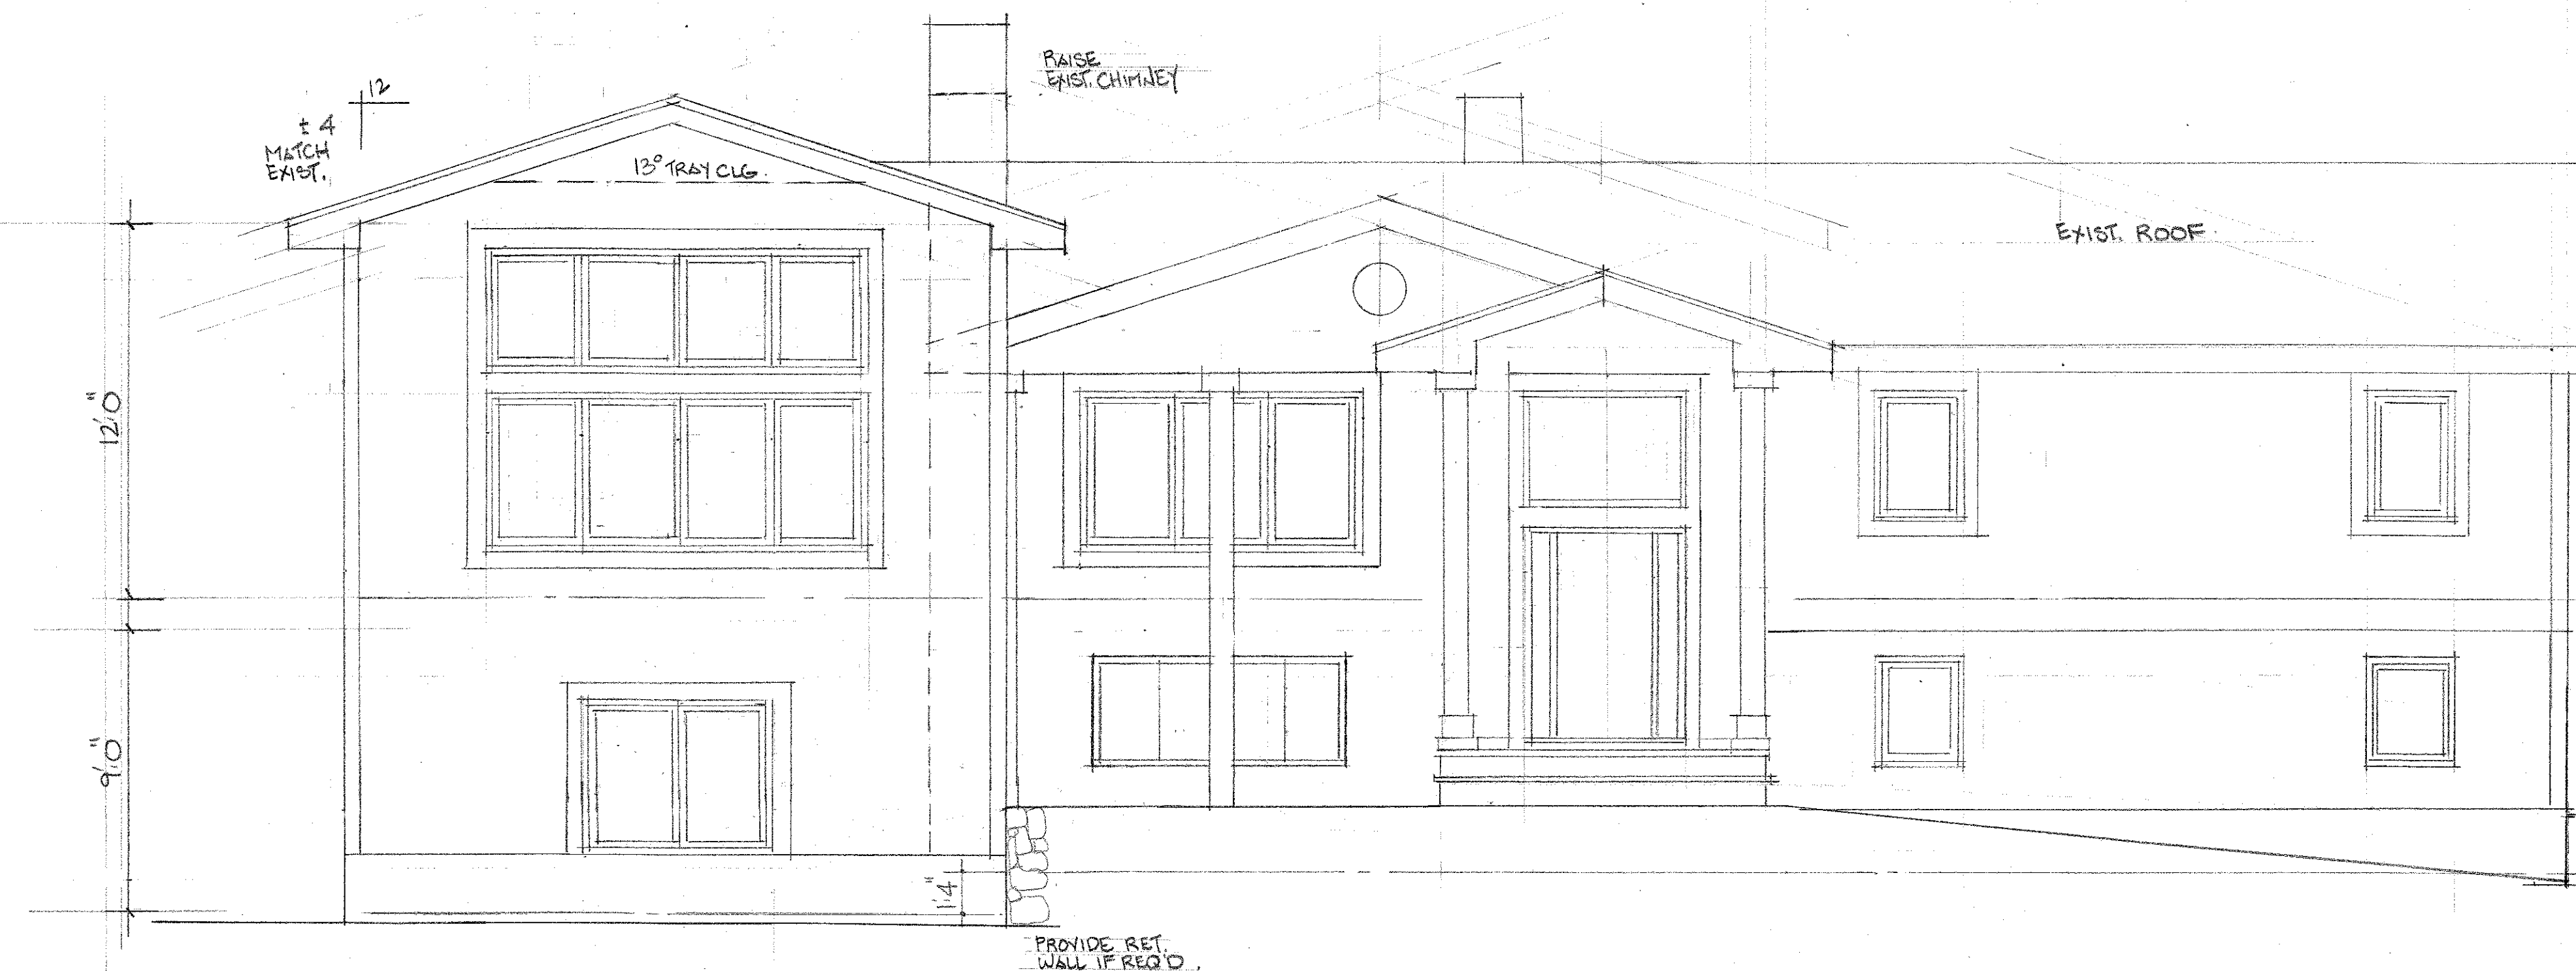 RAISE
EXIST. CHIMNEY
12
± 4
MATCH
EXIST.
13° TRAY CLG.
EXIST. ROOF
12'0"
9'0"
1'4"
PROVIDE RET.
WALL IF REQ'D.